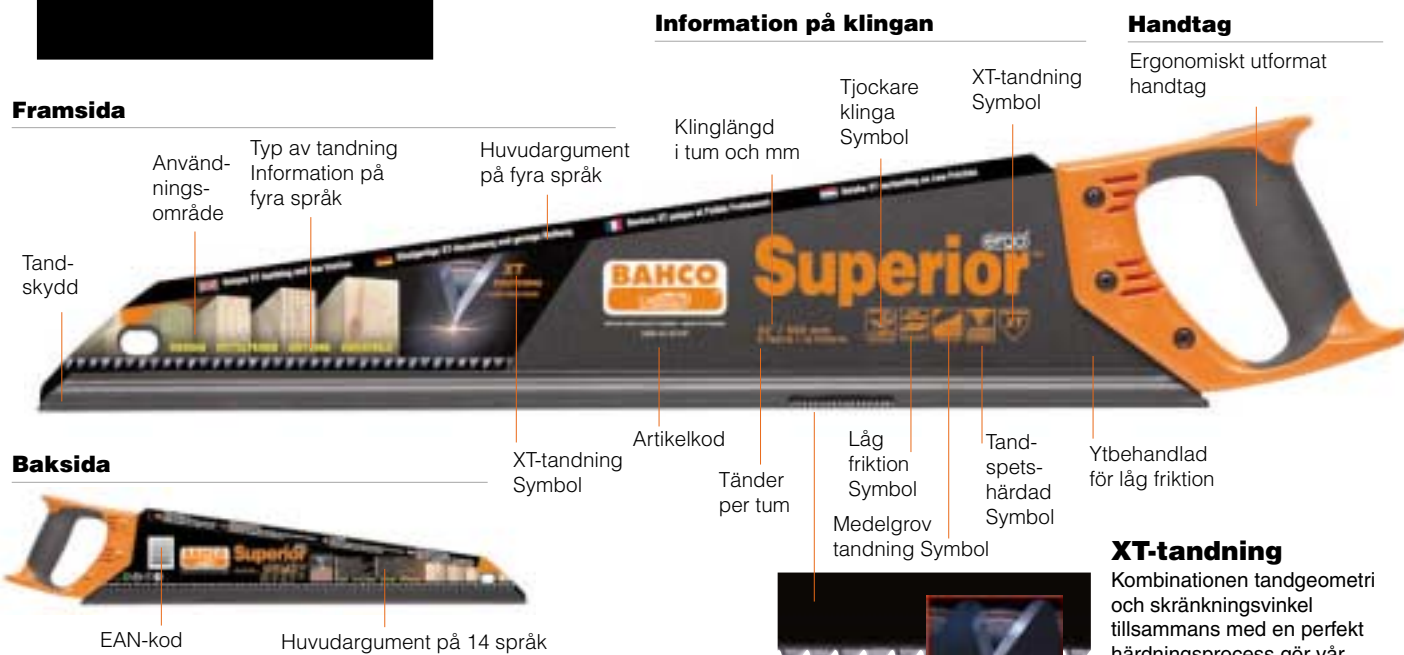 Information på klingan
Handtag
Ergonomiskt utformat
handtag
Framsida
Tand-
skydd
Använd-
nings-
område
Typ av tandning
Information på
fyra språk
Huvudargument
på fyra språk
Klinglängd
i tum och mm
Tjockare
klinga
Symbol
XT-tandning
Symbol
BAHCO
ergo
Superior
XT
XT-tandning
Symbol
Artikelkod
Tänder
per tum
Låg
friktion
Symbol
Medelgrov
tandning Symbol
Tand-
spets-
härdad
Symbol
Ytbehandlad
för låg friktion
Baksida
BAHCO
Superior
EAN-kod
Huvudargument på 14 språk
XT-tandning
Kombinationen tandgeometri
och skränkningsvinkel
tillsammans med en perfekt
härdningsprocess gör vår